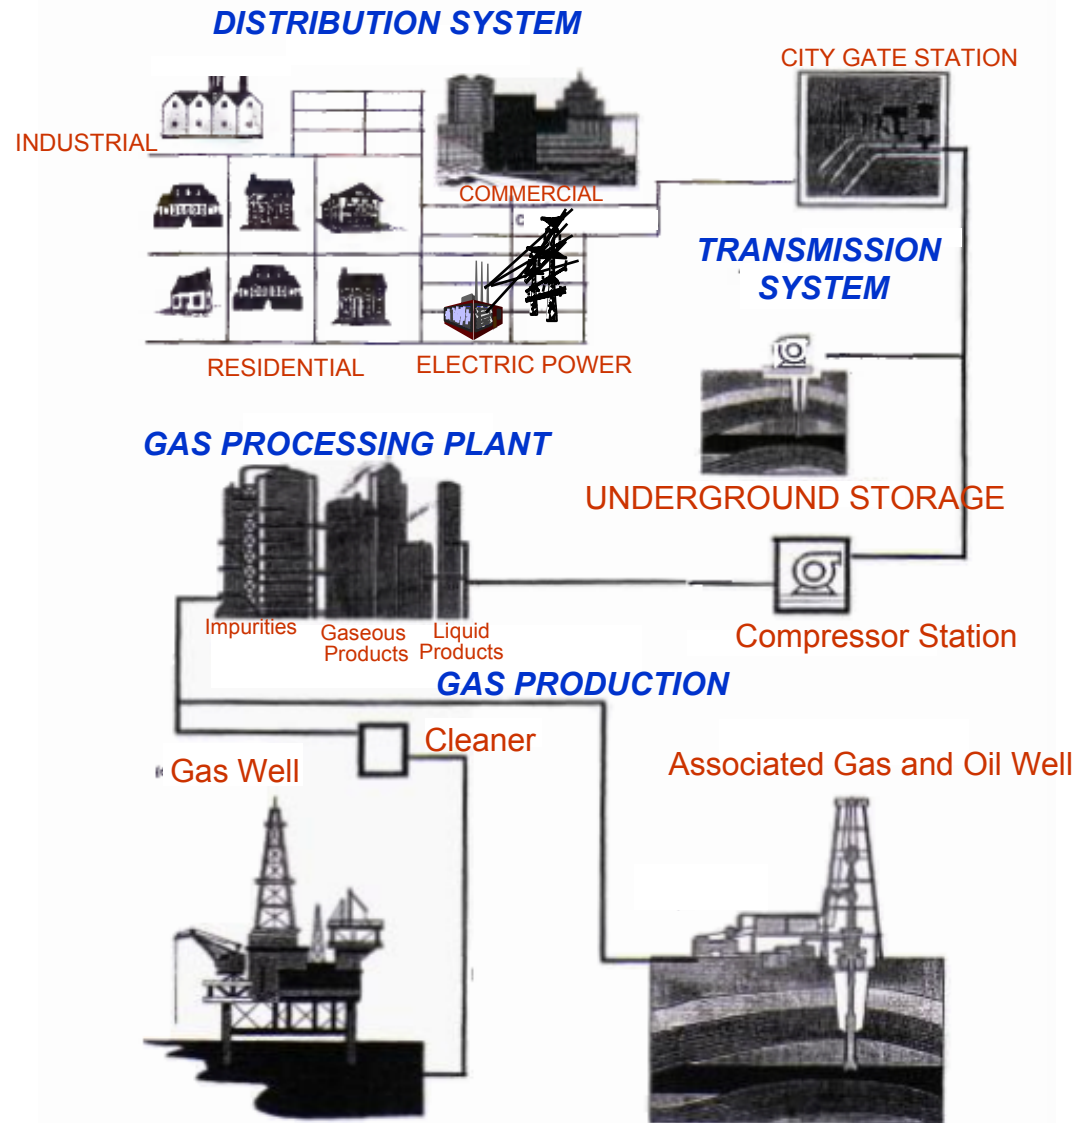 DISTRIBUTION SYSTEM
CITY GATE STATION
INDUSTRIAL
COMMERCIAL
c
TRANSMISSION
SYSTEM
RESIDENTIAL
ELECTRIC POWER
GAS PROCESSING PLANT
UNDERGROUND STORAGE
Impurities
Gaseous
Products
Liquid
Products
Compressor Station
GAS PRODUCTION
Cleaner
Gas Well
Associated Gas and Oil Well